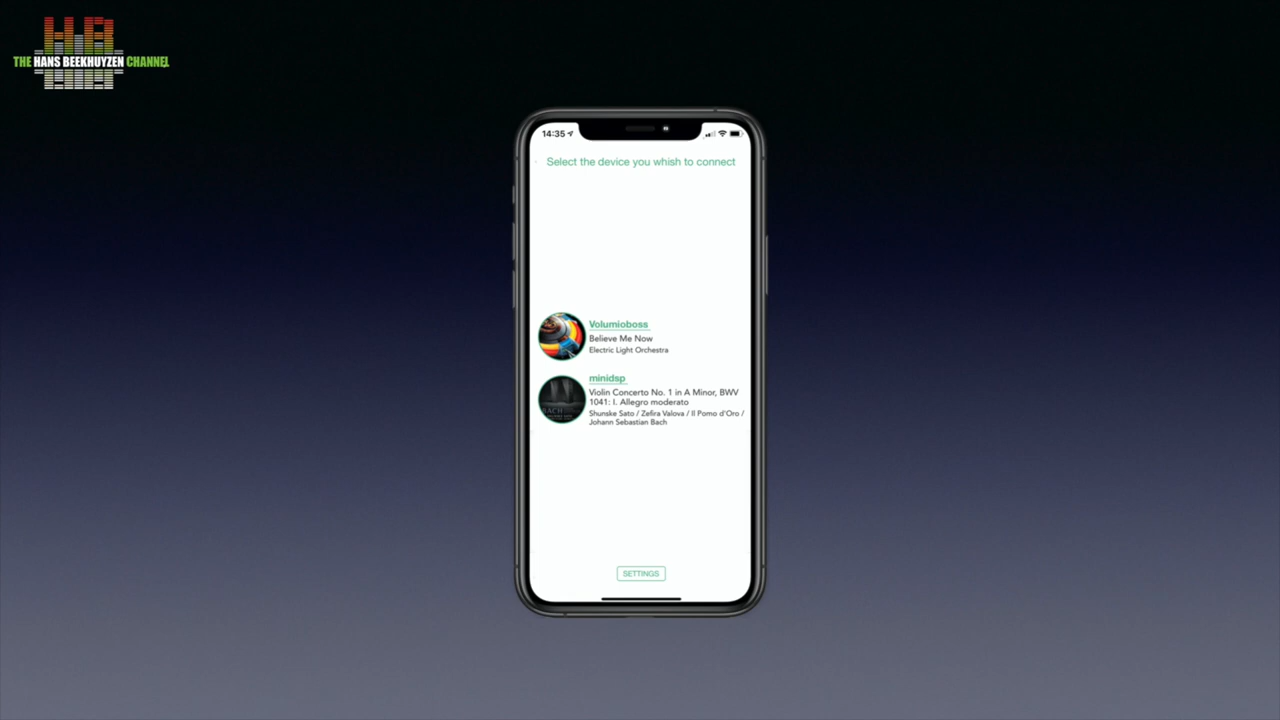 THE HANS BEEKHUYZEN CHANNEL
14:35
Select the device you whish to connect
Volumioboss
Believe Me Now
Electric Light Orchestra
minidsp
Violin Concerto No. 1 in A Minor, BWV
1041: I. Allegro moderato
Shunske Sato / Zefira Valova / Il Pomo d'Oro /
Johann Sebastian Bach
BACH
SETTINGS